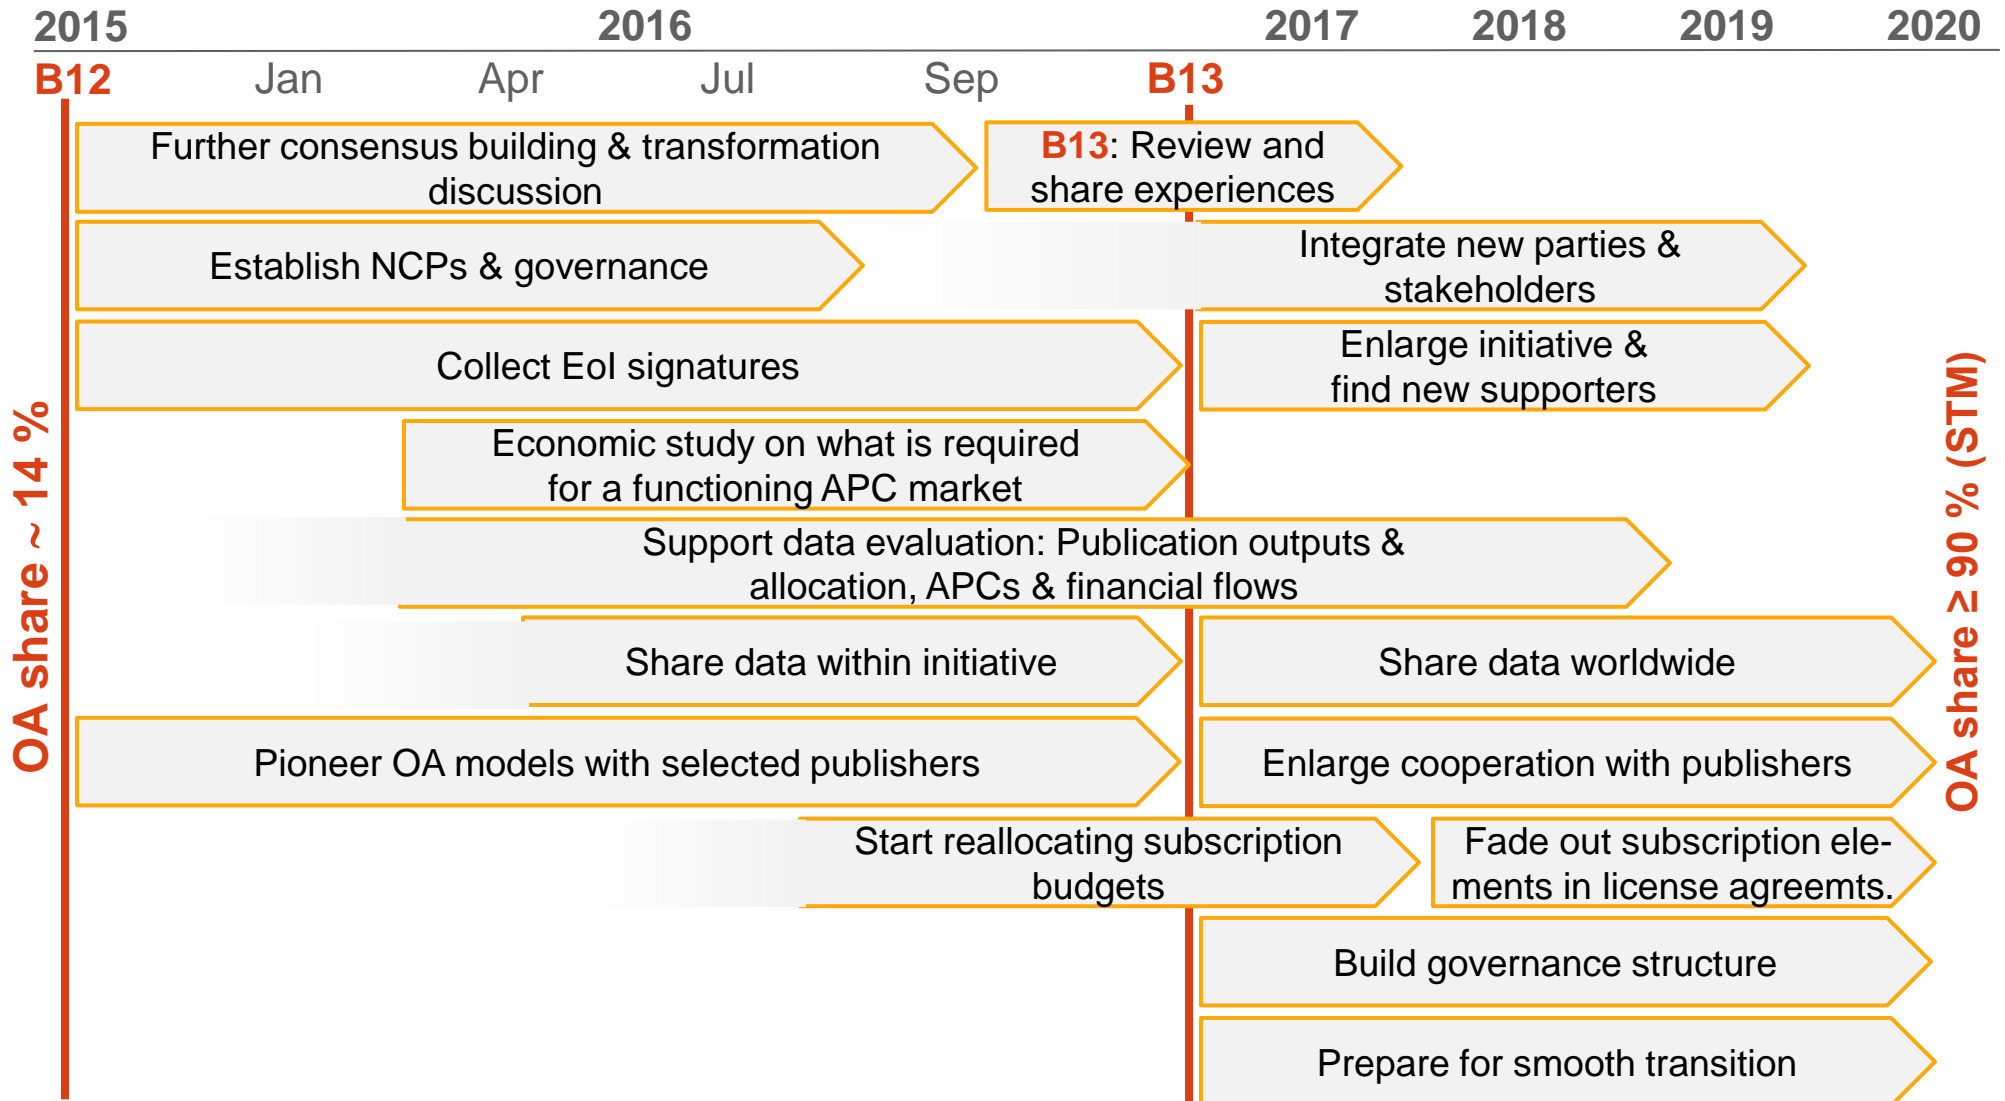 2015 2016 2017 2018 2019 2020
B12 Jan Apr Jul Sep B13
Further consensus building & transformation
discussion
B13: Review and
share experiences
Establish NCPs & governance
Integrate new parties &
stakeholders
Collect EoI signatures
Enlarge initiative &
find new supporters
Economic study on what is required
for a functioning APC market
Support data evaluation: Publication outputs &
allocation, APCs & financial flows
Share data within initiative
Share data worldwide
Pioneer OA models with selected publishers
Enlarge cooperation with publishers
Start reallocating subscription
budgets
Fade out subscription ele-
ments in license agreemts.
Build governance structure
Prepare for smooth transition
OA share ~ 14 %
OA share ≥ 90 % (STM)